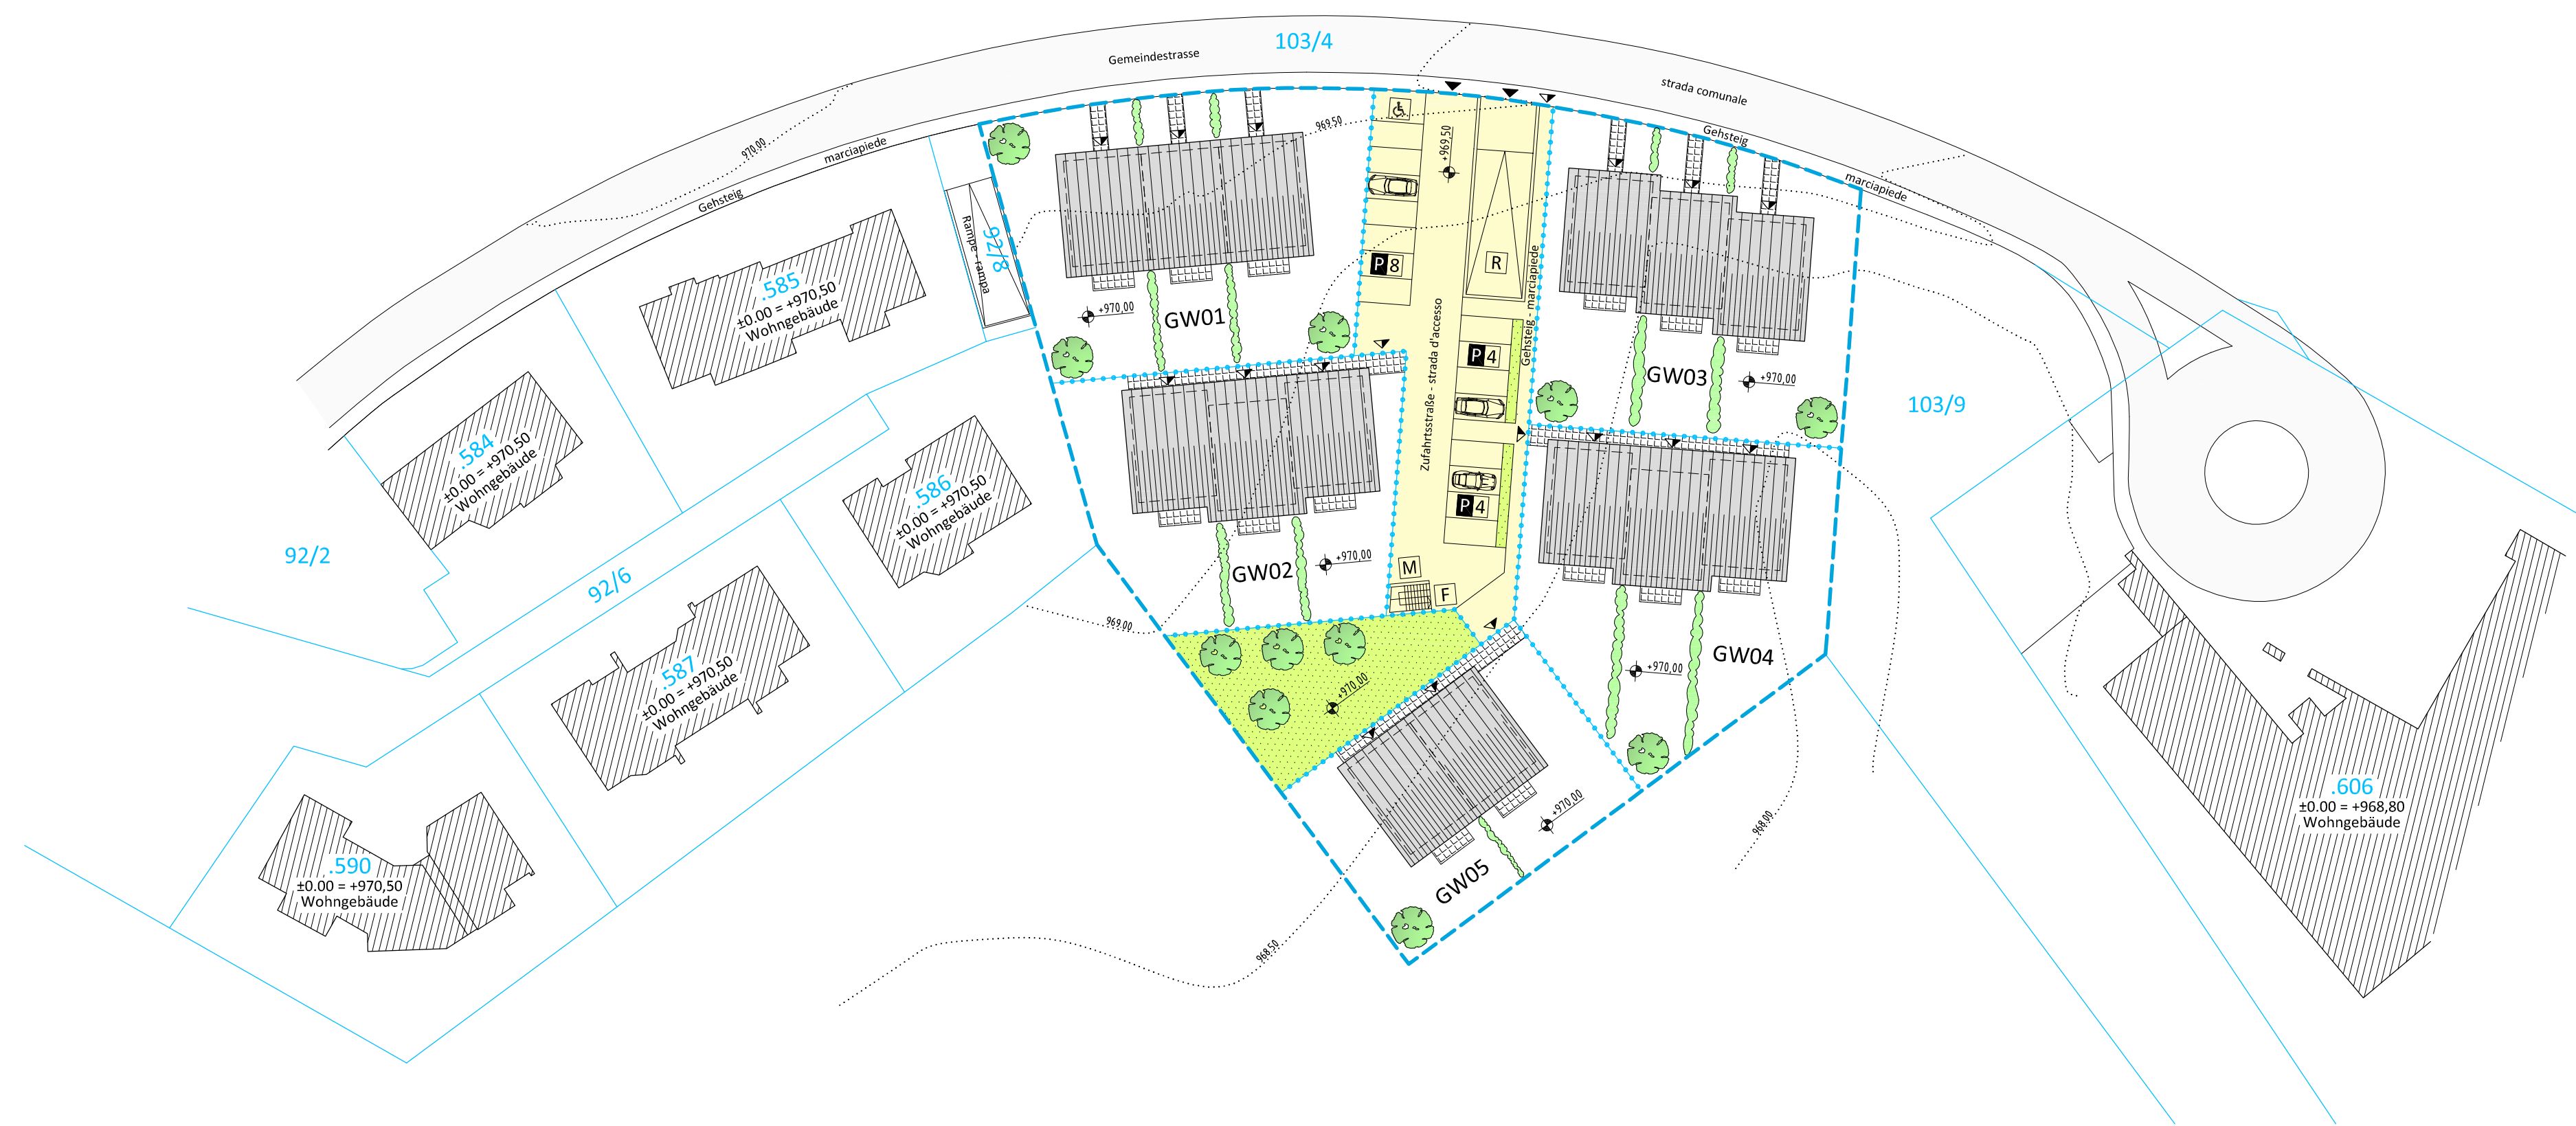 103/4
Gemeindestrasse
strada comunale
Gehsteig
marciapiede
970.00
marciapiede
Gehsteig
969.50
+969,50
92/8
Rampe - rampa
.585
±0.00 = +970,50
Wohngebäude
P 8
R
Gehsteig - marciapiede
+970,00
GW01
Zufahrtsstraße - strada d'accesso
P 4
GW03
+970,00
103/9
.584
±0.00 = +970,50
Wohngebäude
.586
±0.00 = +970,50
Wohngebäude
P 4
92/2
92/6
GW02
+970,00
M
F
969.00
GW04
+970,00
.587
±0.00 = +970,50
Wohngebäude
+970,00
.606
±0.00 = +968,80
Wohngebäude
+970,00
968.00
.590
±0.00 = +970,50
Wohngebäude
GW05
968.50